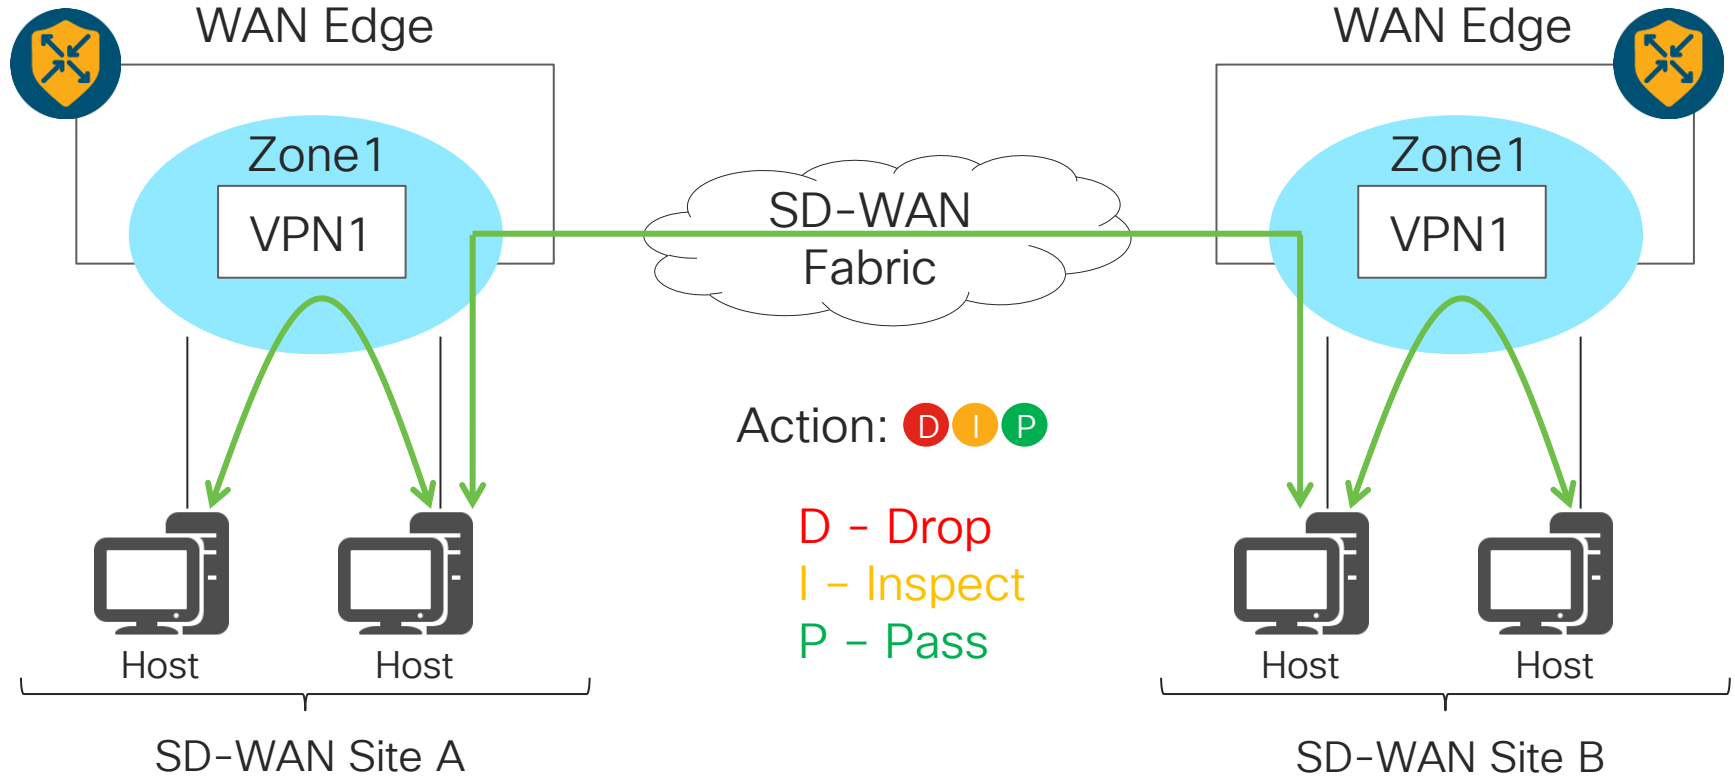 WAN Edge
WAN Edge
Zone1
VPN1
SD-WAN
Fabric
Zone1
VPN1
Action: D I P
D - Drop
I – Inspect
P – Pass
Host
Host
Host
Host
SD-WAN Site A
SD-WAN Site B